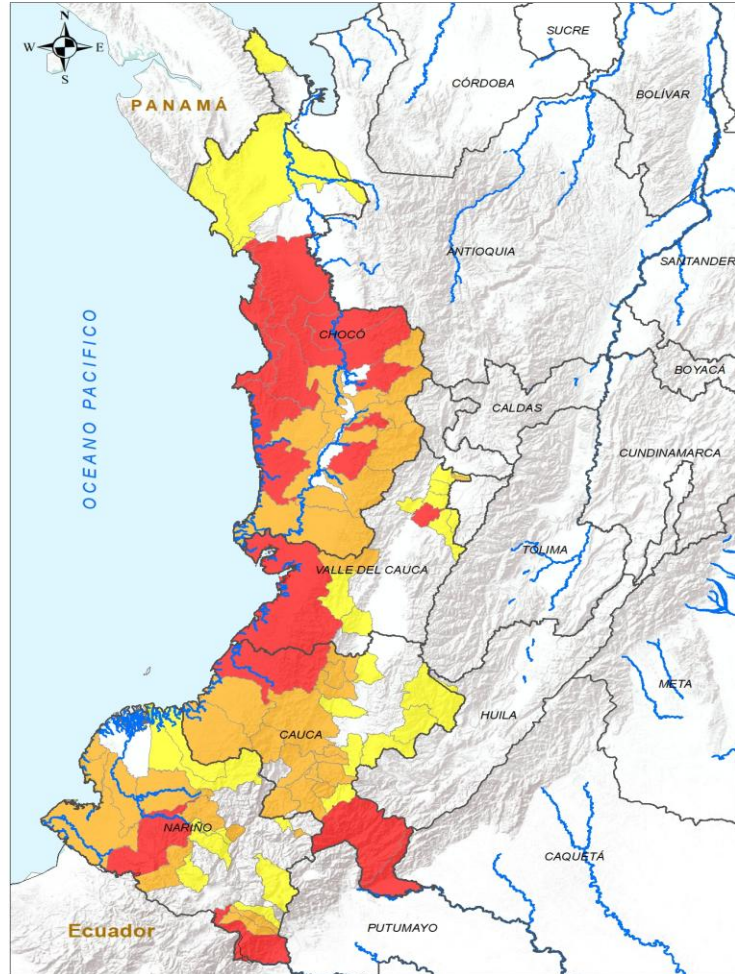 SUCRE
N
W E
S
CÓRDOBA
BOLÍVAR
PANAMÁ
ANTIOQUIA
SANTANDER
OCEANO PACIFICO
CHOCÓ
BOYACÁ
CALDAS
CUNDINAMARCA
TOLIMA
VALLE DEL CAUCA
META
HUILA
CAUCA
NARIÑO
CAQUETÁ
Ecuador
PUTUMAYO